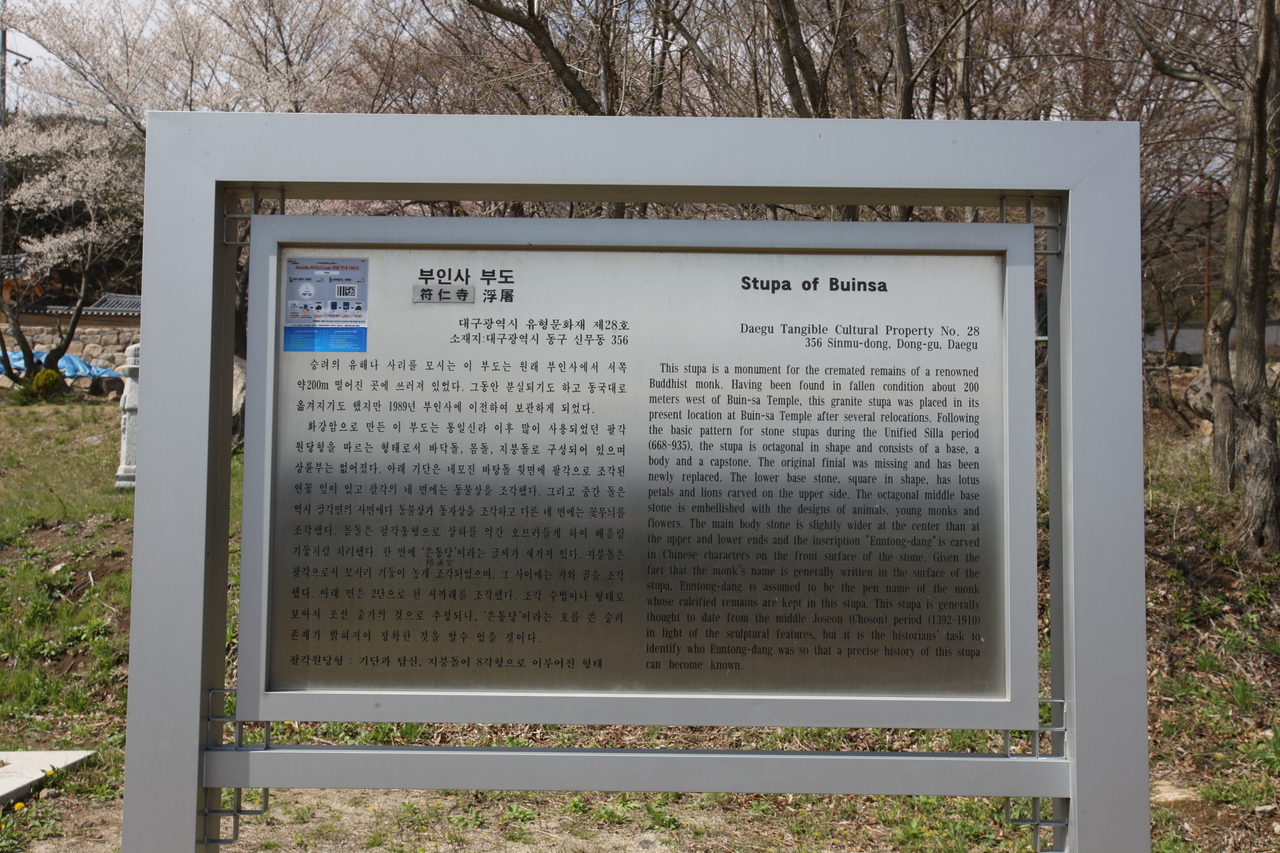 부인사 부도
符仁寺 浮屠
대구광역시 유형문화재 제28호
소재지:대구광역시 동구 신무동 356
승려의 유해나 사리를 모시는 이 부도는 원래 부인사에서 서쪽
약200m 떨어진 곳에 쓰러져 있었다. 그동안 분실되기도 하고 동국대로
옮겨지기도 했지만 1989년 부인사에 이전하여 보관하게 되었다.
화강암으로 만든 이 부도는 통일신라 이후 많이 사용되었던 팔각
원당형을 따르는 형태로서 바닥돌, 몸돌, 지붕돌로 구성되어 있으며
상륜부는 없어졌다. 아래 기단은 네모진 바탕돌 윗면에 팔각으로 조각된
연꽃 잎이 있고 팔각의 네 면에는 동물상을 조각했다. 그리고 중간 돌은
역시 팔각면의 사면에다 동물상과 동자상을 조각하고 다른 네 면에는 꽃무늬를
조각했다. 몸돌은 팔각통형으로 상하를 약간 오므라들게 하여 배흘림
기둥처럼 처리했다. 한 면에 '은통당'이라는 글씨가 새겨져 있다. 지붕돌은
팔각으로서 모서리 기둥이 높게 조각되었으며, 그 사이에는 기와 골을 조각
했다. 아래 면은 2단으로 된 서까래를 조각했다. 조각 수법이나 형태로
보아서 조선 중기의 것으로 추정되나, '은통당'이라는 호를 쓴 승려
존재가 밝혀져야 정확한 것을 알수 있을 것이다.
팔각원당형 : 기단과 탑신, 지붕돌이 8각형으로 이루어진 형태
Stupa of Buinsa
Daegu Tangible Cultural Property No. 28
356 Sinmu-dong, Dong-gu, Daegu
This stupa is a monument for the cremated remains of a renowned
Buddhist monk. Having been found in fallen condition about 200
meters west of Buin-sa Temple, this granite stupa was placed in its
present location at Buin-sa Temple after several relocations. Following
the basic pattern for stone stupas during the Unified Silla period
(668~935), the stupa is octagonal in shape and consists of a base, a
body and a capstone. The original finial was missing and has been
newly replaced. The lower base stone, square in shape, has lotus
petals and lions carved on the upper side. The octagonal middle base
stone is embellished with the designs of animals, young monks and
flowers. The main body stone is slightly wider at the center than at
the upper and lower ends and the inscription "Euntong-dang" is carved
in Chinese characters on the front surface of the stone. Given the
fact that the monk's name is generally written in the surface of the
stupa, Euntong-dang is assumed to be the pen name of the monk
whose calcified remains are kept in this stupa. This stupa is generally
thought to date from the middle Joseon (Choson) period (1392-1910)
in light of the sculptural features, but it is the historians' task to
identify who Euntong-dang was so that a precise history of this stupa
can become known.